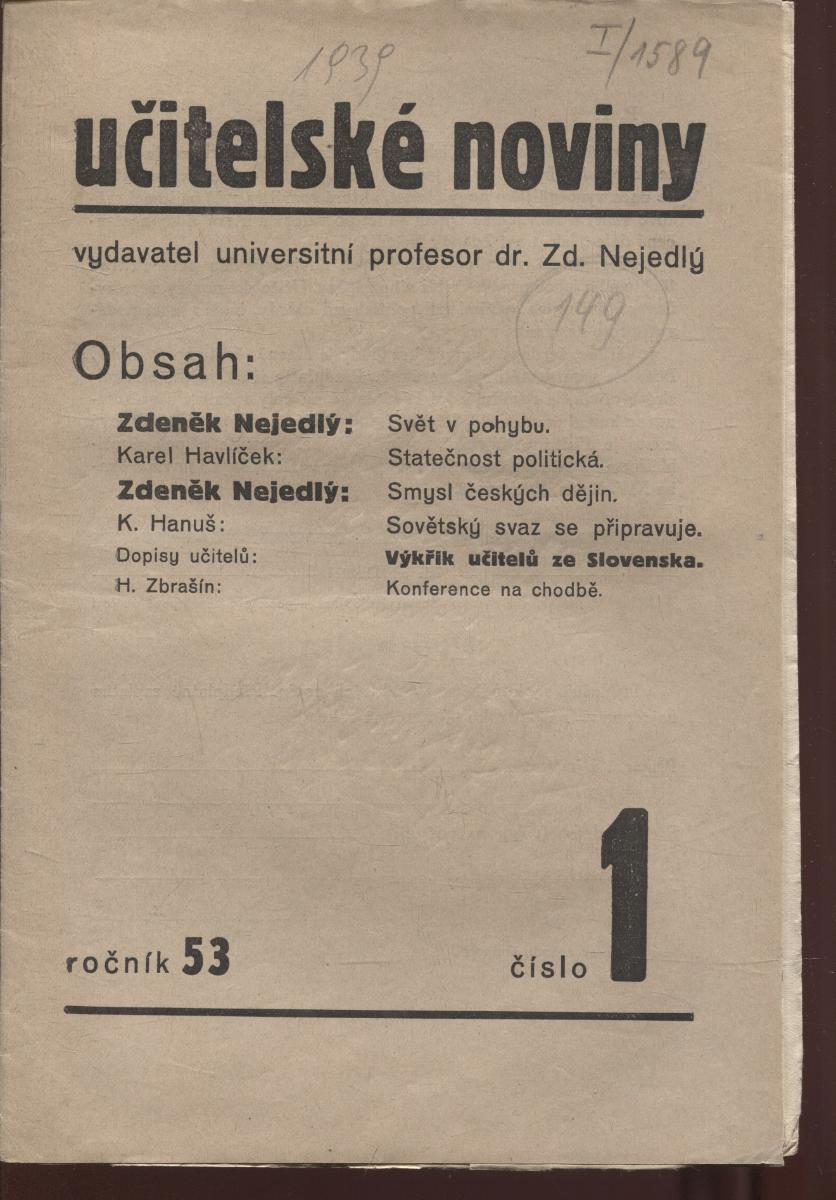 1939
I/1589
učitelské noviny
vydavatel universitní profesor dr. Zd. Nejedlý
149
Obsah:
Zdeněk Nejedlý: Svět v pohybu.
Karel Havlíček: Statečnost politická.
Zdeněk Nejedlý: Smysl českých dějin.
K. Hanuš: Sovětský svaz se připravuje.
Dopisy učitelů: Výkřik učitelů ze Slovenska.
H. Zbrašín: Konference na chodbě.
ročník 53 číslo 1